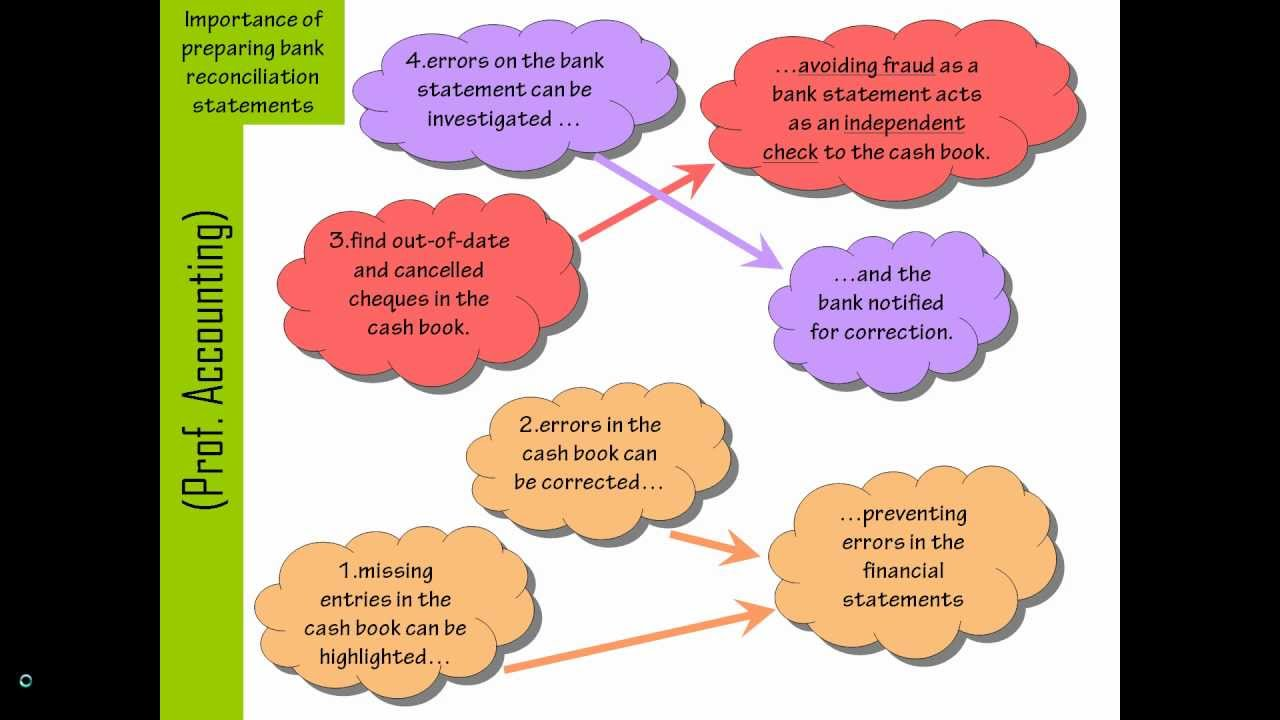 Importance of
preparing bank
reconciliation
statements
(Prof. Accounting)
4.errors on the bank
statement can be
investigated ...
...avoiding fraud as a
bank statement acts
as an independent
check to the cash book.
3.find out-of-date
and cancelled
cheques in the
cash book.
...and the
bank notified
for correction.
2.errors in the
cash book can
be corrected...
...preventing
errors in the
financial
statements
1.missing
entries in the
cash book can be
highlighted...